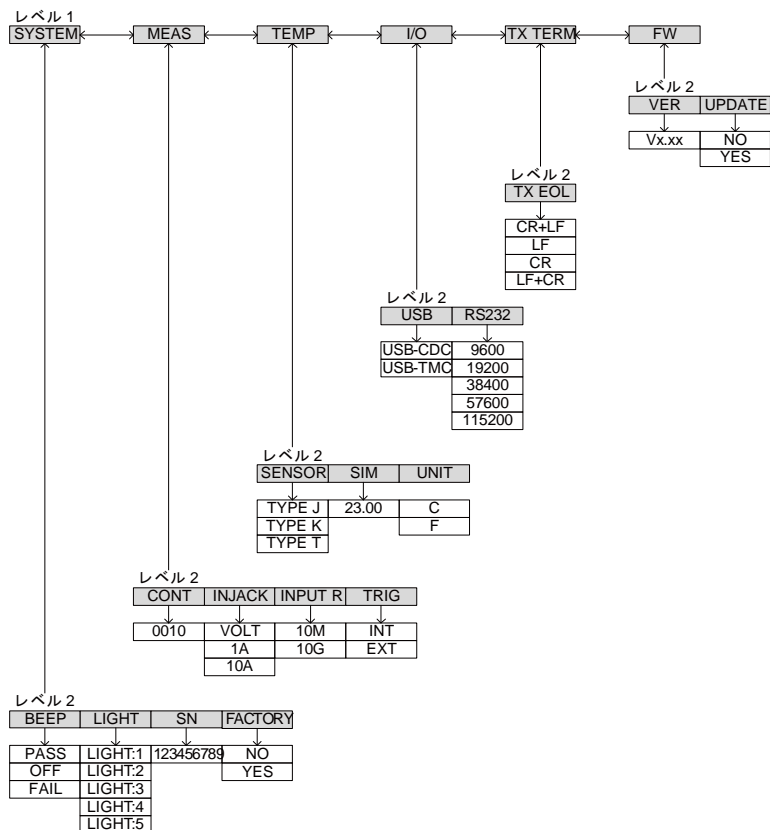 レベル 1
SYSTEM MEAS TEMP I/O TX TERM FW
レベル 2
VER UPDATE
Vx.xx NO
YES
レベル 2
TX EOL
CR+LF
LF
CR
LF+CR
レベル 2
USB RS232
USB-CDC 9600
USB-TMC 19200
38400
57600
115200
レベル 2
SENSOR SIM UNIT
TYPE J 23.00 C
TYPE K F
TYPE T
レベル 2
CONT INJACK INPUT R TRIG
0010 VOLT 10M INT
1A 10G EXT
10A
レベル 2
BEEP LIGHT SN FACTORY
PASS LIGHT:1 123456789 NO
OFF LIGHT:2 YES
FAIL LIGHT:3
LIGHT:4
LIGHT:5